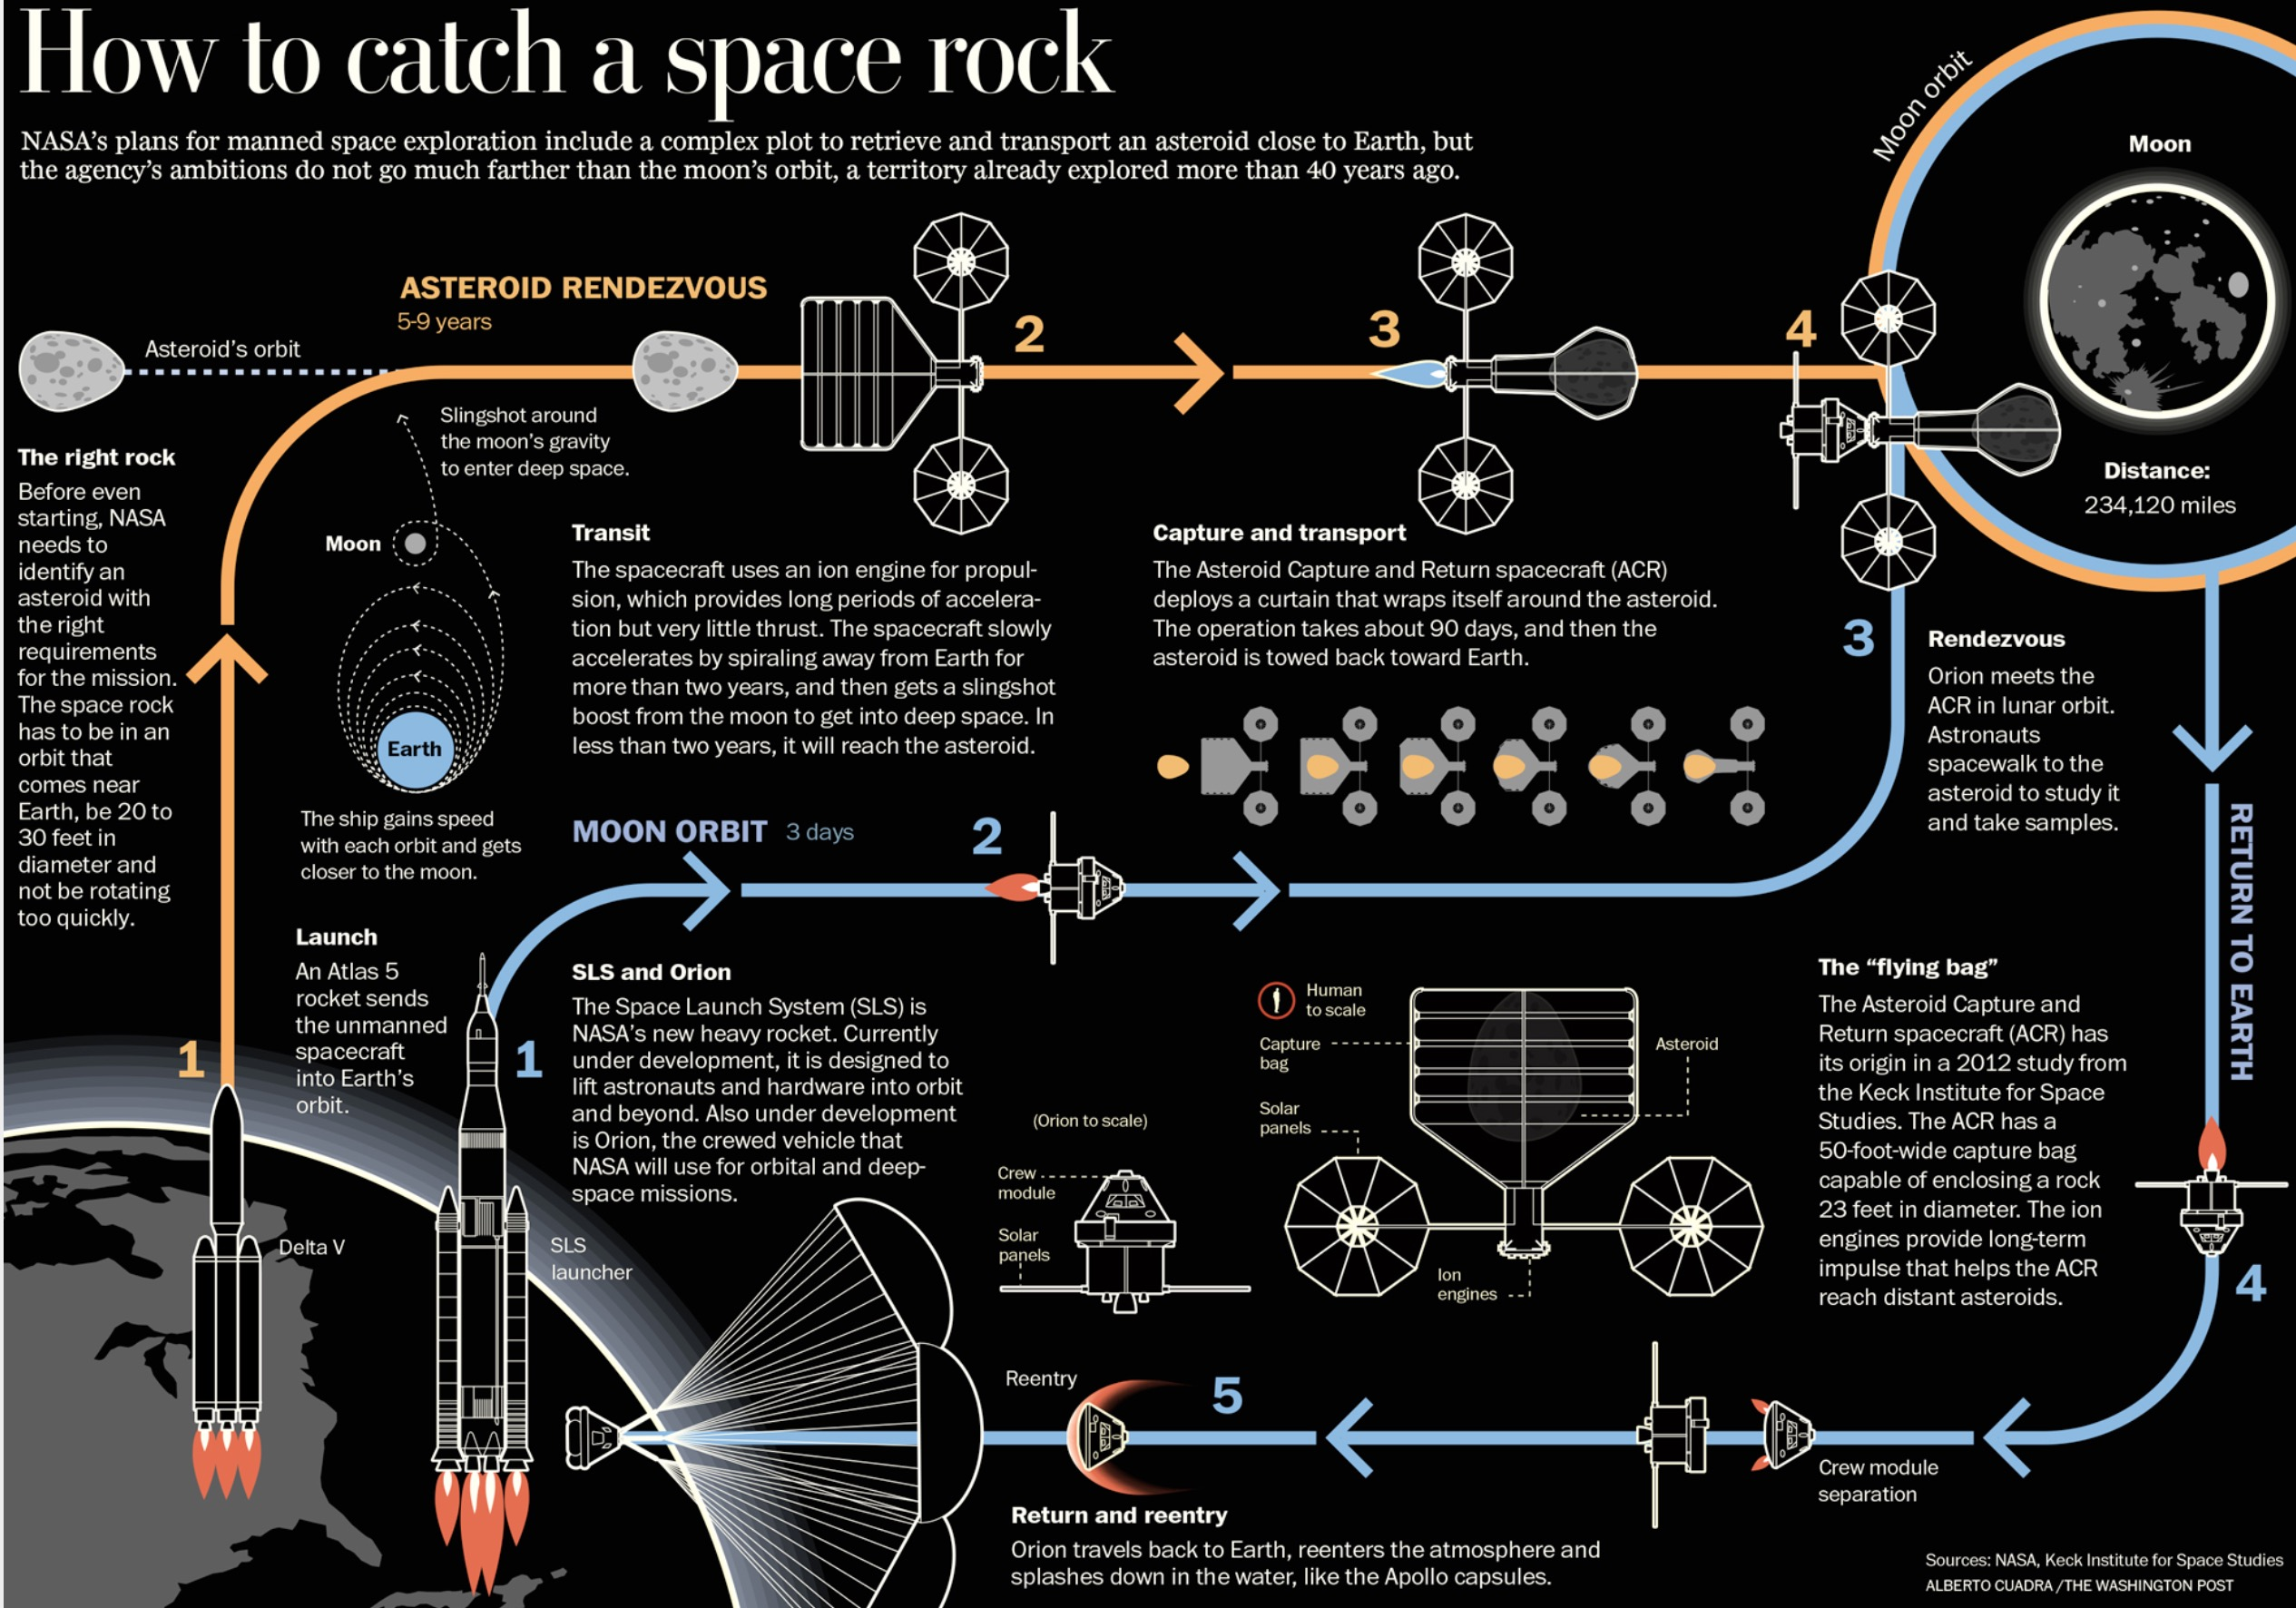 How to catch a space rock
NASA's plans for manned space exploration include a complex plot to retrieve and transport an asteroid close to Earth, but
the agency's ambitions do not go much farther than the moon's orbit, a territory already explored more than 40 years ago.
Moon orbit
Moon
Distance:
234,120 miles
ASTEROID RENDEZVOUS
5-9 years
Asteroid's orbit
2
3
4
Slingshot around
the moon's gravity
to enter deep space.
The right rock
Before even
starting, NASA
needs to
identify an
asteroid with
the right
requirements
for the mission.
The space rock
has to be in an
orbit that
comes near
Earth, be 20 to
30 feet in
diameter and
not be rotating
too quickly.
Moon
Earth
The ship gains speed
with each orbit and gets
closer to the moon.
Transit
The spacecraft uses an ion engine for propul-
sion, which provides long periods of accelera-
tion but very little thrust. The spacecraft slowly
accelerates by spiraling away from Earth for
more than two years, and then gets a slingshot
boost from the moon to get into deep space. In
less than two years, it will reach the asteroid.
Capture and transport
The Asteroid Capture and Return spacecraft (ACR)
deploys a curtain that wraps itself around the asteroid.
The operation takes about 90 days, and then the
asteroid is towed back toward Earth.
3
Rendezvous
Orion meets the
ACR in lunar orbit.
Astronauts
spacewalk to the
asteroid to study it
and take samples.
MOON ORBIT 3 days
2
RETURN TO EARTH
Launch
An Atlas 5
rocket sends
the unmanned
spacecraft
into Earth's
orbit.
1
1
SLS and Orion
The Space Launch System (SLS) is
NASA's new heavy rocket. Currently
under development, it is designed to
lift astronauts and hardware into orbit
and beyond. Also under development
is Orion, the crewed vehicle that
NASA will use for orbital and deep-
space missions.
Delta V
SLS
launcher
(Orion to scale)
Crew
module
Solar
panels
Human
to scale
Capture
bag
Asteroid
Solar
panels
Ion
engines
The "flying bag"
The Asteroid Capture and
Return spacecraft (ACR) has
its origin in a 2012 study from
the Keck Institute for Space
Studies. The ACR has a
50-foot-wide capture bag
capable of enclosing a rock
23 feet in diameter. The ion
engines provide long-term
impulse that helps the ACR
reach distant asteroids.
4
Reentry
5
Crew module
separation
Return and reentry
Orion travels back to Earth, reenters the atmosphere and
splashes down in the water, like the Apollo capsules.
Sources: NASA, Keck Institute for Space Studies
ALBERTO CUADRA /THE WASHINGTON POST